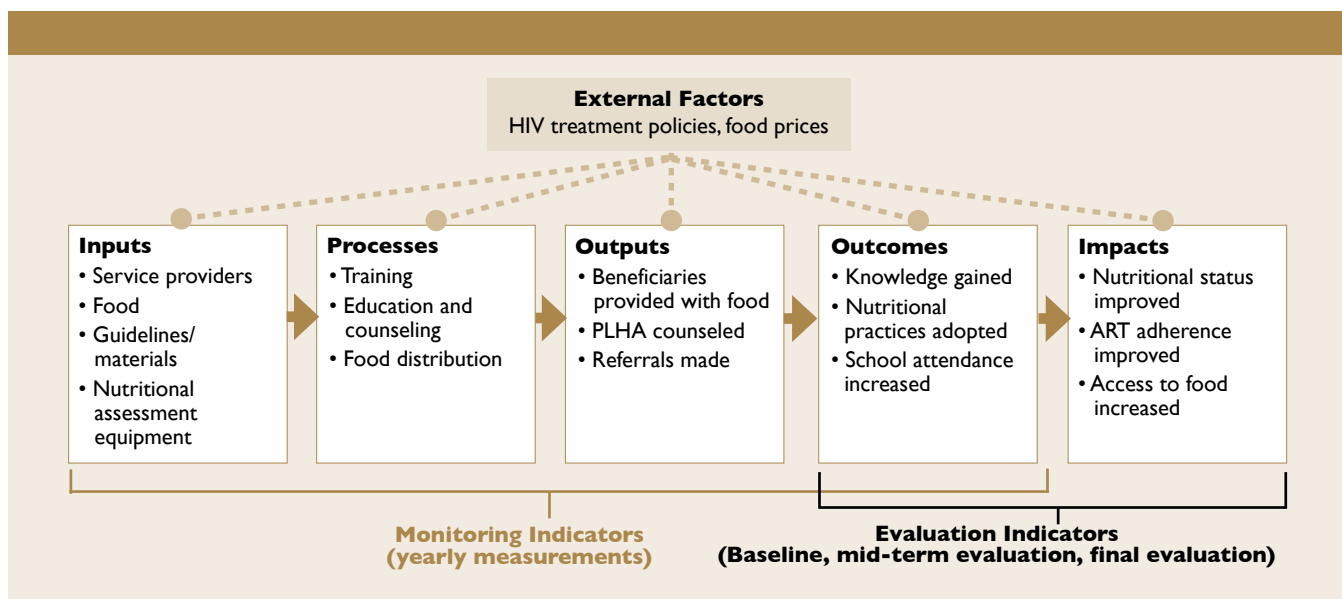 External Factors
HIV treatment policies, food prices
Inputs
• Service providers
• Food
• Guidelines/
materials
• Nutritional
assessment
equipment
Processes
• Training
• Education and
counseling
• Food distribution
Outputs
• Beneficiaries
provided with food
• PLHA counseled
• Referrals made
Outcomes
• Knowledge gained
• Nutritional
practices adopted
• School attendance
increased
Impacts
• Nutritional status
improved
• ART adherence
improved
• Access to food
increased
Monitoring Indicators
(yearly measurements)
Evaluation Indicators
(Baseline, mid-term evaluation, final evaluation)